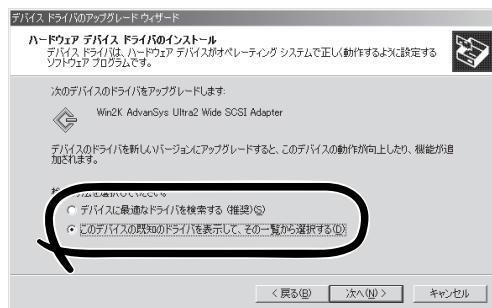 デバイス ドライバのアップグレード ウィザード
ハードウェア デバイス ドライバのインストール
デバイス ドライバは、ハードウェア デバイスがオペレーティング システムで正しく動作するように設定する
ソフトウェア プログラムです。
次のデバイスのドライバをアップグレードします:
Win2K AdvanSys Ultra2 Wide SCSI Adapter
デバイスのドライバを新しいバージョンにアップグレードすると、このデバイスの動作が向上したり、機能が追
加されます。
を選択してください。
デバイスに最適なドライバを検索する (推奨)(S)
このデバイスの既知のドライバを表示して、その一覧から選択する(D)
< 戻る(B) 次へ(N) > キャンセル